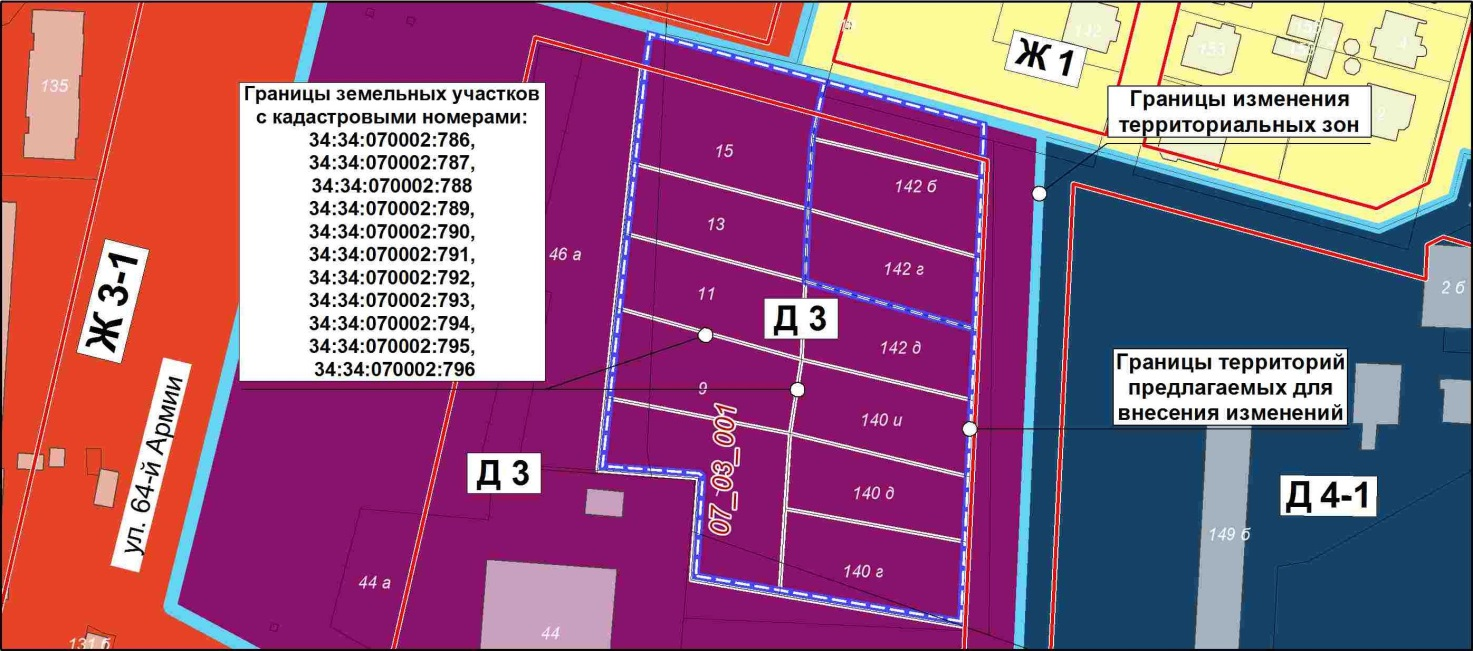 135
Ж 3-1
ул. 64-й Армии
131 б
Границы земельных участков
с кадастровыми номерами:
34:34:070002:786,
34:34:070002:787,
34:34:070002:788
34:34:070002:789,
34:34:070002:790,
34:34:070002:791,
34:34:070002:792,
34:34:070002:793,
34:34:070002:794,
34:34:070002:795,
34:34:070002:796
46 а
44 а
44
Д 3
15
13
11
9
07_03_001
Д 3
142 б
142 г
142 д
140 и
140 д
140 г
Ж 1
142
153
Границы изменения
территориальных зон
2 б
Границы территорий
предлагаемых для
внесения изменений
Д 4-1
149 б